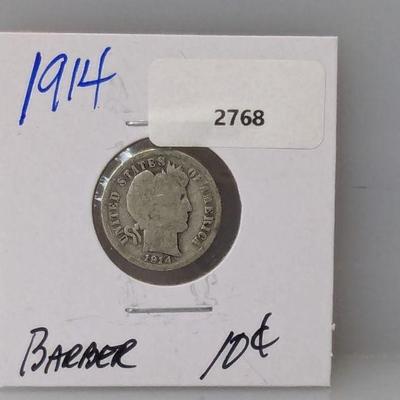 1914
2768
UNITED STATES OF AMERICA
1914
BARBER 10¢